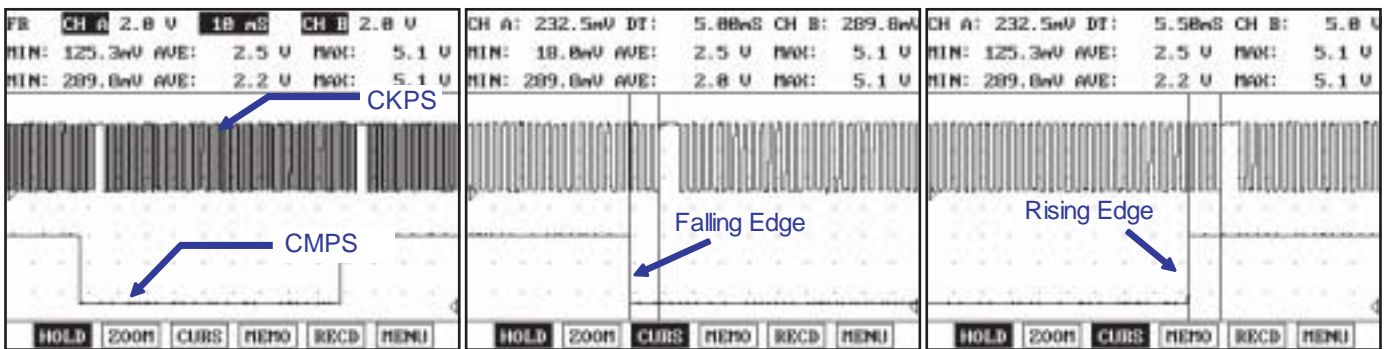 FR CH A 2.0 V 10 mS CH B 2.0 V
MIN: 125.3mV AVE: 2.5 V MAX: 5.1 V
MIN: 289.8mV AVE: 2.2 V MAX: 5.1 V
CKPS
CMPS
HOLD ZOOM CURS MEMO RECD MENU
CH A: 232.5mV DT: 5.00mS CH B: 289.8mV
MIN: 18.0mV AVE: 2.5 V MAX: 5.1 V
MIN: 289.8mV AVE: 2.0 V MAX: 5.1 V
Falling Edge
HOLD ZOOM CURS MEMO RECD MENU
CH A: 232.5mV DT: 5.50mS CH B: 5.0 V
MIN: 125.3mV AVE: 2.5 V MAX: 5.1 V
MIN: 289.8mV AVE: 2.2 V MAX: 5.1 V
Rising Edge
HOLD ZOOM CURS MEMO RECD MENU